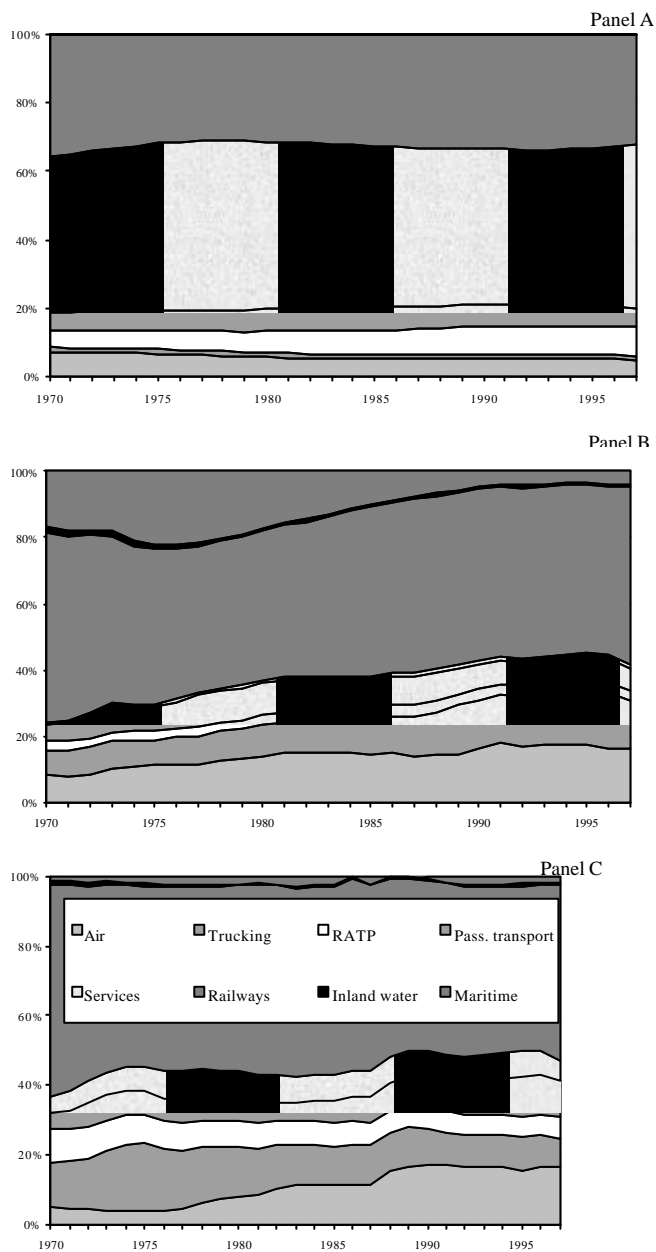 Panel A
100%
80%
60%
40%
20%
0%
1970 1975 1980 1985 1990 1995
Panel B
100%
80%
60%
40%
20%
0%
1970 1975 1980 1985 1990 1995
Panel C
100%
80%
60%
40%
20%
0%
Air Trucking RATP Pass. transport
Services Railways Inland water Maritime
1970 1975 1980 1985 1990 1995